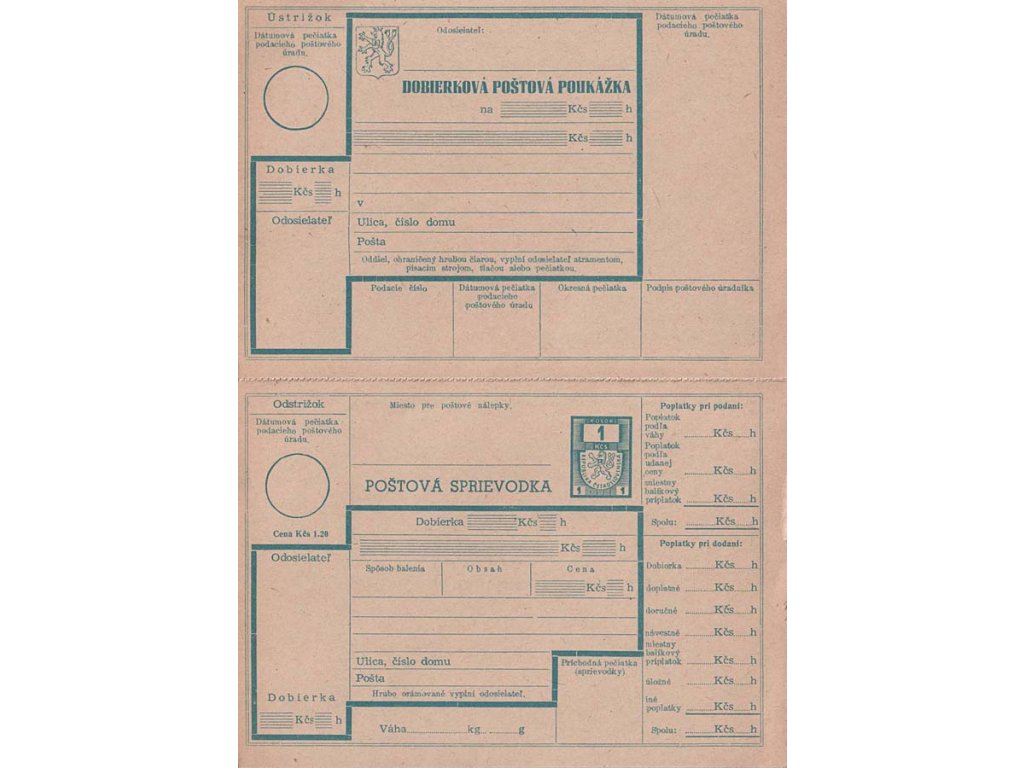 Ústrižok
Dátumová pečiatka
podacieho poštového
úradu.
Dobierka
Kčs h
Odosielateľ
Odosielateľ:
DOBIERKOVÁ POŠTOVÁ POUKÁŽKA
na Kčs h
Kčs h
v
Ulica, číslo domu
Pošta
Oddiel, ohraničený hrubou čiarou, vyplní odosielateľ atramentom,
písacím strojom, tlačou alebo pečiatkou.
Podacie číslo
Dátumová pečiatka
podacieho
poštového úradu
Okresná pečiatka
Dátumová pečiatka
podacieho poštového
úradu.
Podpis poštového úradníka
Odstrižok
Dátumová pečiatka
podacieho poštového
úradu.
Cena Kčs 1.20
Odosielateľ
Dobierka
Kčs h
Miesto pre poštové nálepky.
1
KČS
REPUBLIKA ČESKOSLOVENSKÁ
1 1
POŠTOVÁ SPRIEVODKA
Dobierka Kčs h
Kčs h
Spôsob balenia
Obsah
Cena
Kčs h
Ulica, číslo domu
Pošta
Hrubo orámované vyplní odosielateľ.
Príchodná pečiatka
(sprievodky)
Váha kg g
Poplatky pri podaní:
Poplatok
podľa
váhy Kčs h
Poplatok
podľa
udanej
ceny Kčs h
miestny
balíkový
príplatok Kčs h
Spolu: Kčs h
Poplatky pri dodaní:
Dobierka Kčs h
doplatné Kčs h
doručné Kčs h
návestné Kčs h
miestny
balíkový
príplatok Kčs h
úložné Kčs h
iné
poplatky Kčs h
Spolu: Kčs h